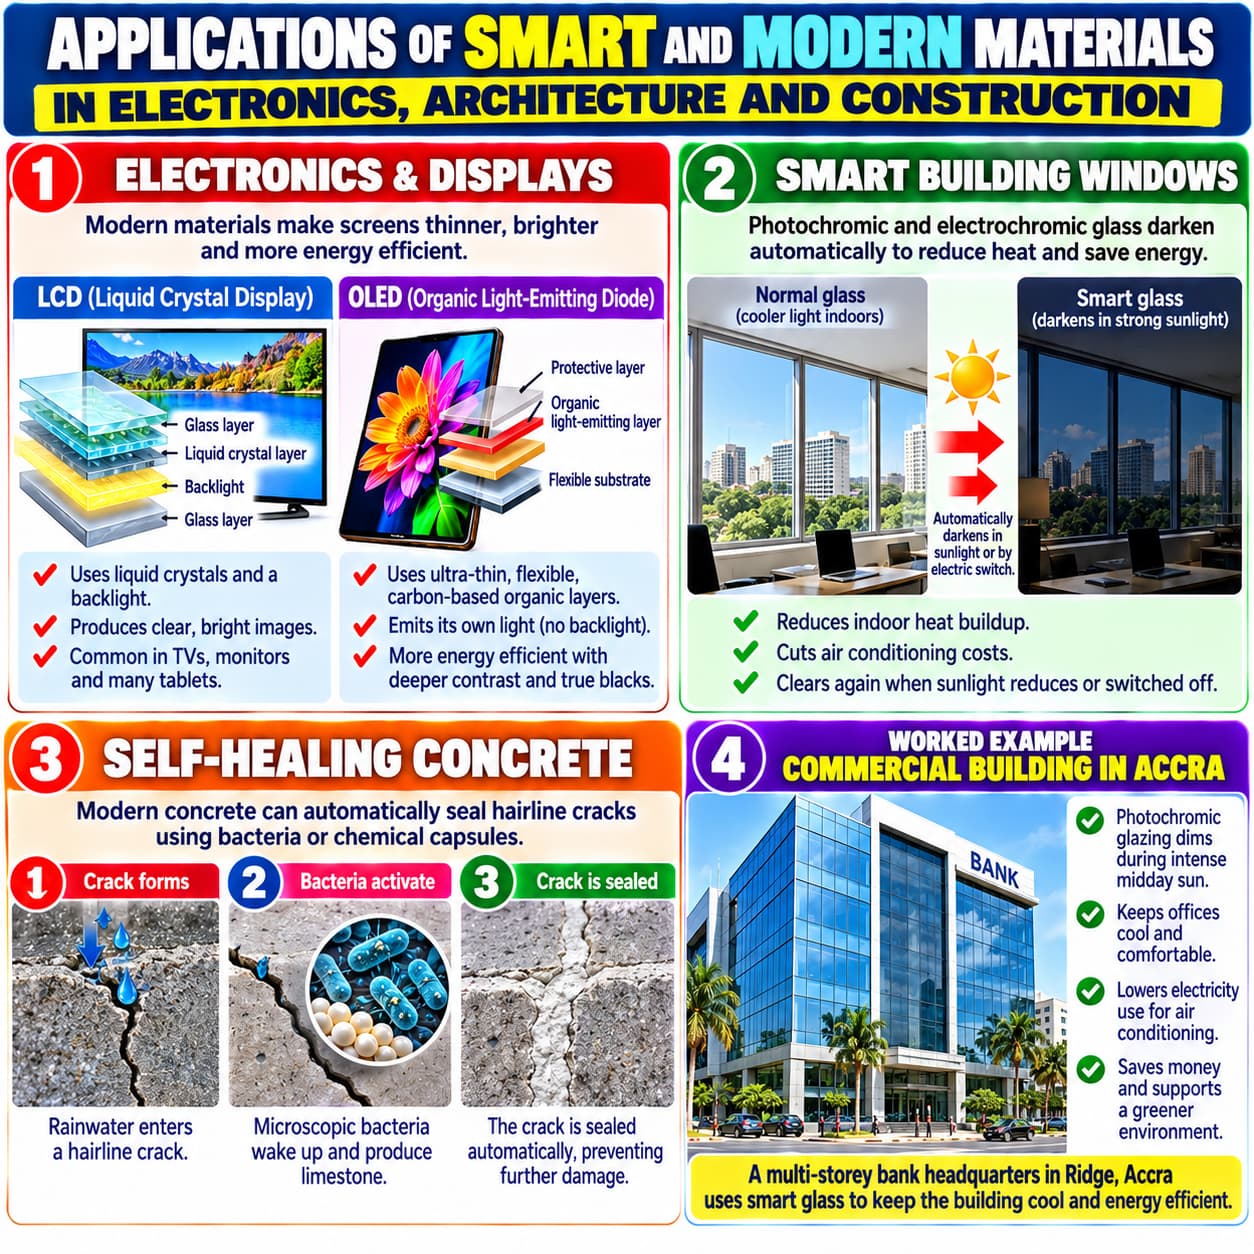 APPLICATIONS OF SMART AND MODERN MATERIALS
IN ELECTRONICS, ARCHITECTURE AND CONSTRUCTION
1 ELECTRONICS & DISPLAYS
Modern materials make screens thinner, brighter
and more energy efficient.
LCD (Liquid Crystal Display)
Glass layer
Liquid crystal layer
Backlight
Glass layer
Uses liquid crystals and a
backlight.
Produces clear, bright images.
Common in TVs, monitors
and many tablets.
OLED (Organic Light-Emitting Diode)
Protective layer
Organic
light-emitting layer
Flexible substrate
Uses ultra-thin, flexible,
carbon-based organic layers.
Emits its own light (no backlight).
More energy efficient with
deeper contrast and true blacks.
2 SMART BUILDING WINDOWS
Photochromic and electrochromic glass darken
automatically to reduce heat and save energy.
Normal glass
(cooler light indoors)
Automatically
darkens in
sunlight or by
electric switch.
Smart glass
(darkens in strong sunlight)
Reduces indoor heat buildup.
Cuts air conditioning costs.
Clears again when sunlight reduces or switched off.
3 SELF-HEALING CONCRETE
Modern concrete can automatically seal hairline cracks
using bacteria or chemical capsules.
1 Crack forms
Rainwater enters
a hairline crack.
2 Bacteria activate
Microscopic bacteria
wake up and produce
limestone.
3 Crack is sealed
The crack is sealed
automatically, preventing
further damage.
4 WORKED EXAMPLE
COMMERCIAL BUILDING IN ACCRA
BANK
Photochromic
glazing dims
during intense
midday sun.
Keeps offices
cool and
comfortable.
Lowers electricity
use for air
conditioning.
Saves money
and supports
a greener
environment.
A multi-storey bank headquarters in Ridge, Accra
uses smart glass to keep the building cool and energy efficient.